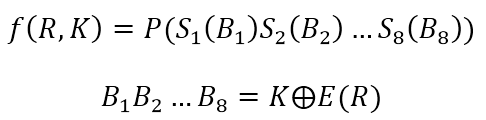 f(R, K) = P(S₁(B₁)S₂(B₂) … S₈(B₈))
B₁B₂ … B₈ = K⊕E(R)